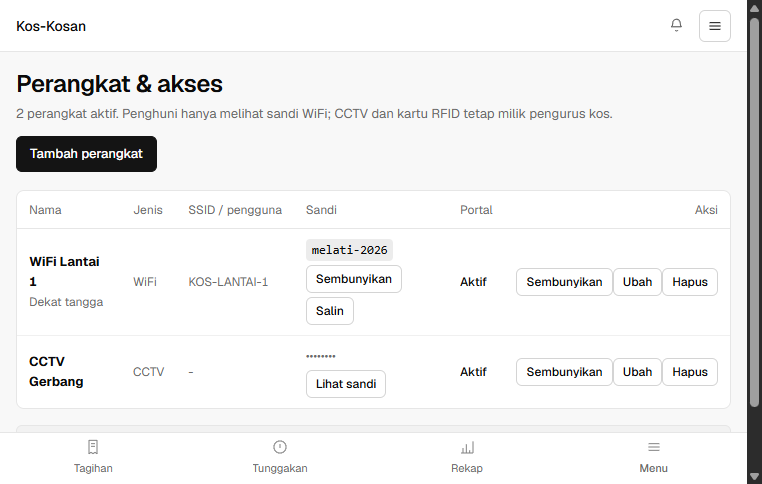 Kos-Kosan
Perangkat & akses
2 perangkat aktif. Penghuni hanya melihat sandi WiFi; CCTV dan kartu RFID tetap milik pengurus kos.
Tambah perangkat
Nama Jenis SSID / pengguna Sandi Portal Aksi
WiFi Lantai 1
Dekat tangga
WiFi
KOS-LANTAI-1
melati-2026
Sembunyikan
Salin
Aktif
Sembunyikan Ubah Hapus
CCTV Gerbang
CCTV
-
••••••••
Lihat sandi
Aktif
Sembunyikan Ubah Hapus
Tagihan Tunggakan Rekap Menu